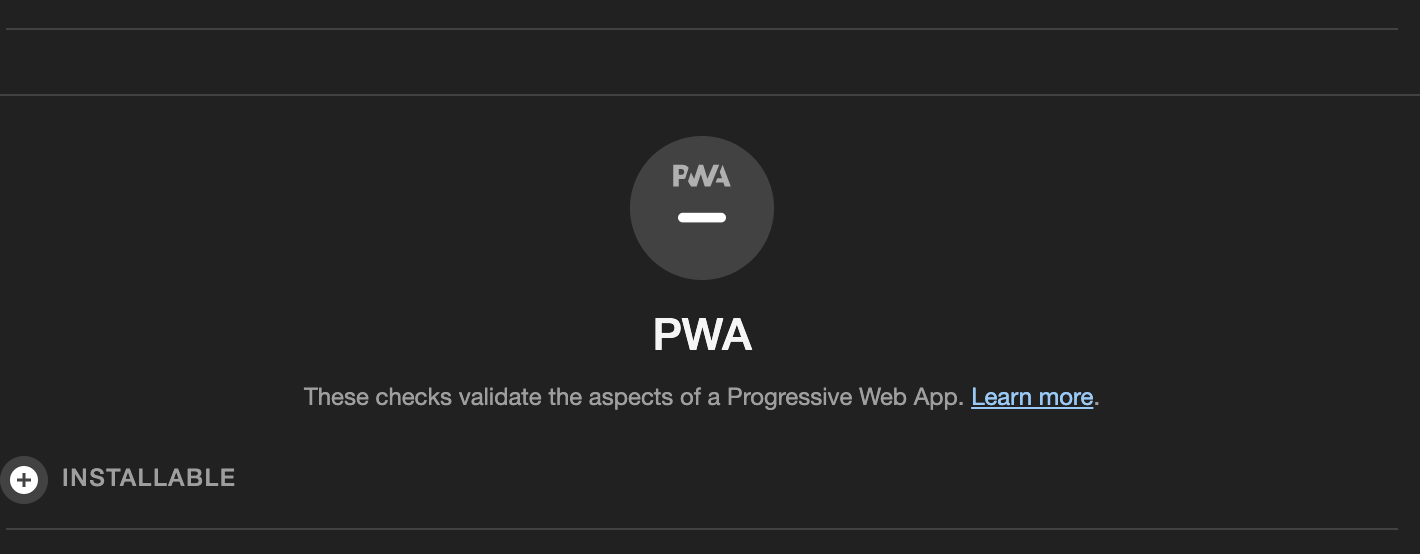 PWA
PWA
These checks validate the aspects of a Progressive Web App. Learn more.
INSTALLABLE